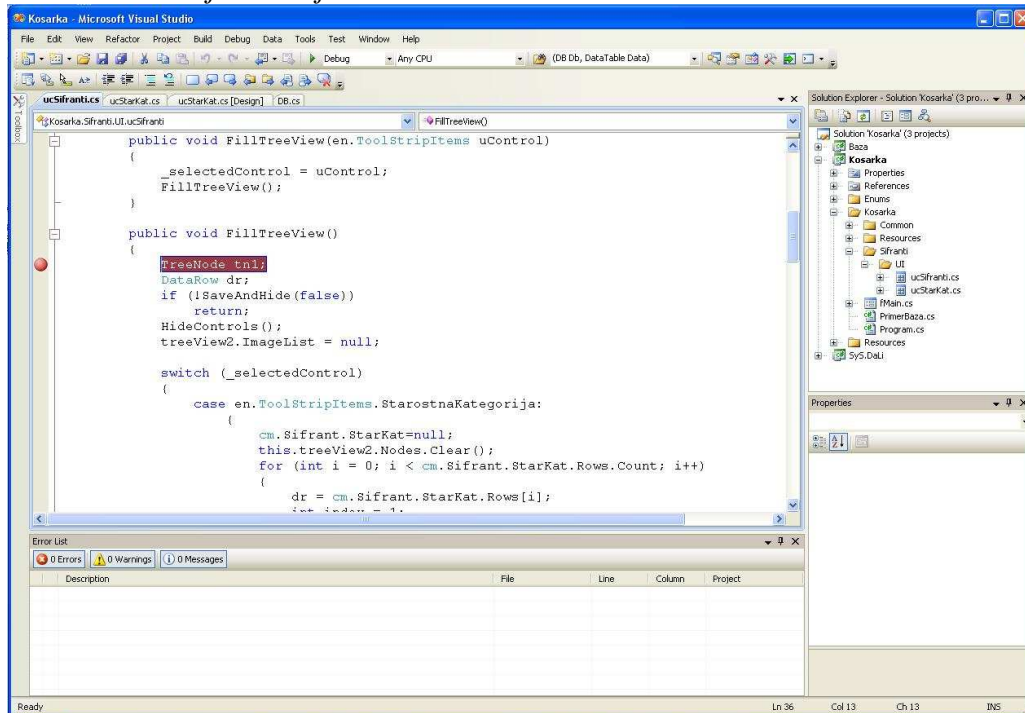 Kosarka - Microsoft Visual Studio
File Edit View Refactor Project Build Debug Data Tools Test Window Help
Debug Any CPU (DB Db, DataTable Data)
ucSifranti.cs ucStarKat.cs ucStarKat.cs [Design] DB.cs
Toolbox
Kosarka.Sifranti.UI.ucSifranti FillTreeView()
public void FillTreeView(en.ToolStripItems uControl)
{
_selectedControl = uControl;
FillTreeView();
}
public void FillTreeView()
{
TreeNode tn1;
DataRow dr;
if (!SaveAndHide(false))
return;
HideControls();
treeView2.ImageList = null;
switch (_selectedControl)
{
case en.ToolStripItems.StarostnaKategorija:
{
cm.Sifrant.StarKat=null;
this.treeView2.Nodes.Clear();
for (int i = 0; i < cm.Sifrant.StarKat.Rows.Count; i++)
{
dr = cm.Sifrant.StarKat.Rows[i];
int index = 1;
Solution Explorer - Solution 'Kosarka' (3 pro...
Solution 'Kosarka' (3 projects)
Baza
Kosarka
Properties
References
Enums
Kosarka
Common
Resources
Sifranti
UI
ucSifranti.cs
ucStarKat.cs
fMain.cs
PrimerBaza.cs
Program.cs
Resources
SyS.DaLi
Properties
Error List
0 Errors 0 Warnings 0 Messages
Description File Line Column Project
Ready Ln 36 Col 13 Ch 13 INS